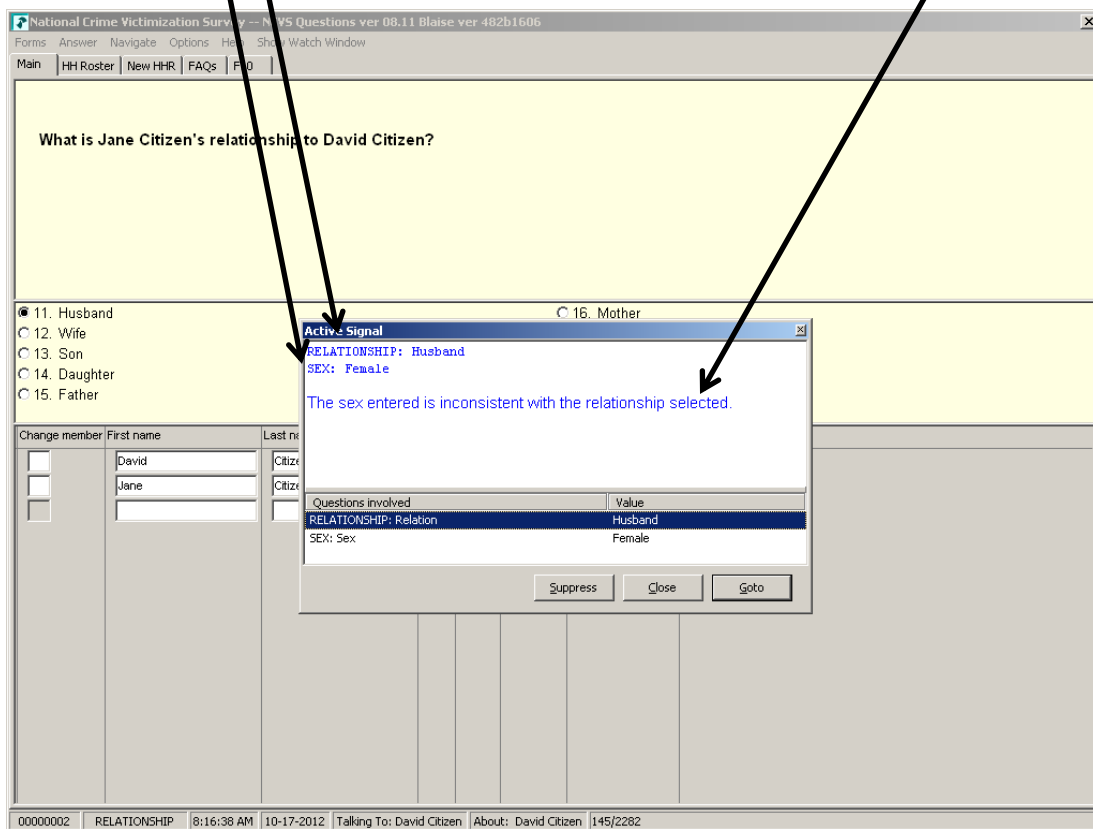 National Crime Victimization Survey -- NCVS Questions ver 08.11 Blaise ver 482b1606
Forms Answer Navigate Options Help Show Watch Window
Main HH Roster New HHR FAQs F10
What is Jane Citizen's relationship to David Citizen?
11. Husband
12. Wife
13. Son
14. Daughter
15. Father
16. Mother
Active Signal
RELATIONSHIP: Husband
SEX: Female
The sex entered is inconsistent with the relationship selected.
Questions involved Value
RELATIONSHIP: Relation Husband
SEX: Sex Female
Suppress Close Goto
Change member First name Last na
David Citize
Jane Citize
00000002 RELATIONSHIP 8:16:38 AM 10-17-2012 Talking To: David Citizen About: David Citizen 145/2282